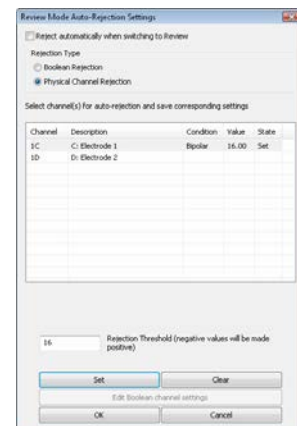 Review Mode Auto-Rejection Settings
Reject automatically when switching to Review
Rejection Type
Boolean Rejection
Physical Channel Rejection
Select channel(s) for auto-rejection and save corresponding settings
Channel Description Condition Value State
1C C: Electrode 1 Bipolar 16.00 Set
1D D: Electrode 2
16 Rejection Threshold (negative values will be made
positive)
Set Clear
Edit Boolean channel settings
OK Cancel